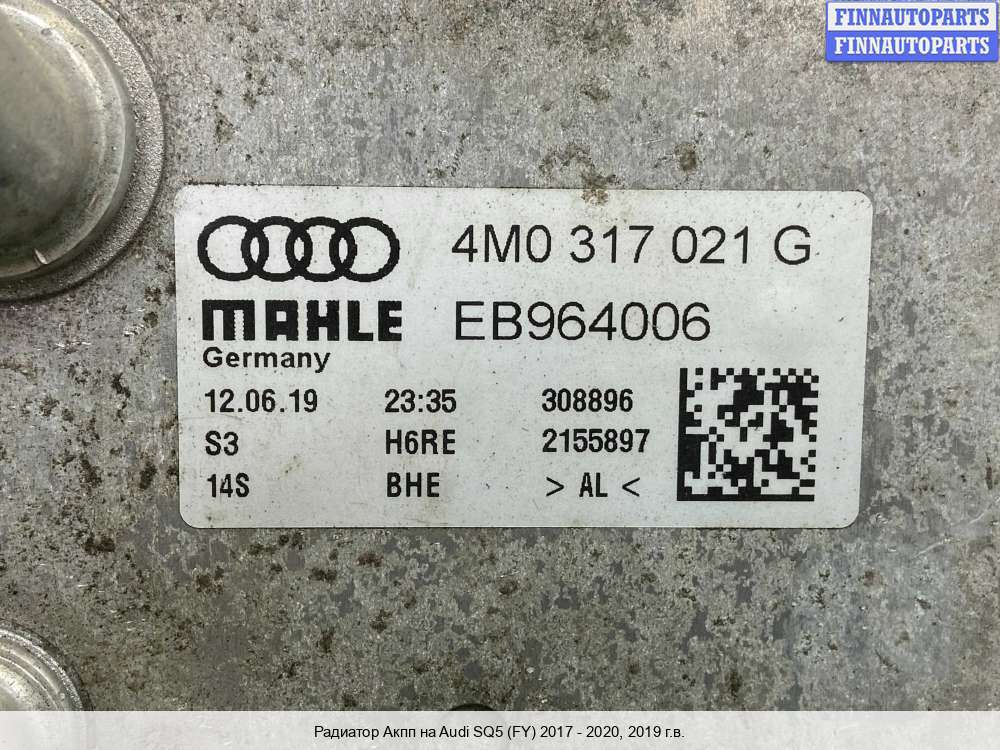 FINNAUTOPARTS
FINNAUTOPARTS
4M0 317 021 G
MAHLE EB964006
Germany
12.06.19 23:35 308896
S3 H6RE 2155897
14S BHE > AL <
Радиатор Акпп на Audi SQ5 (FY) 2017 - 2020, 2019 г.в.